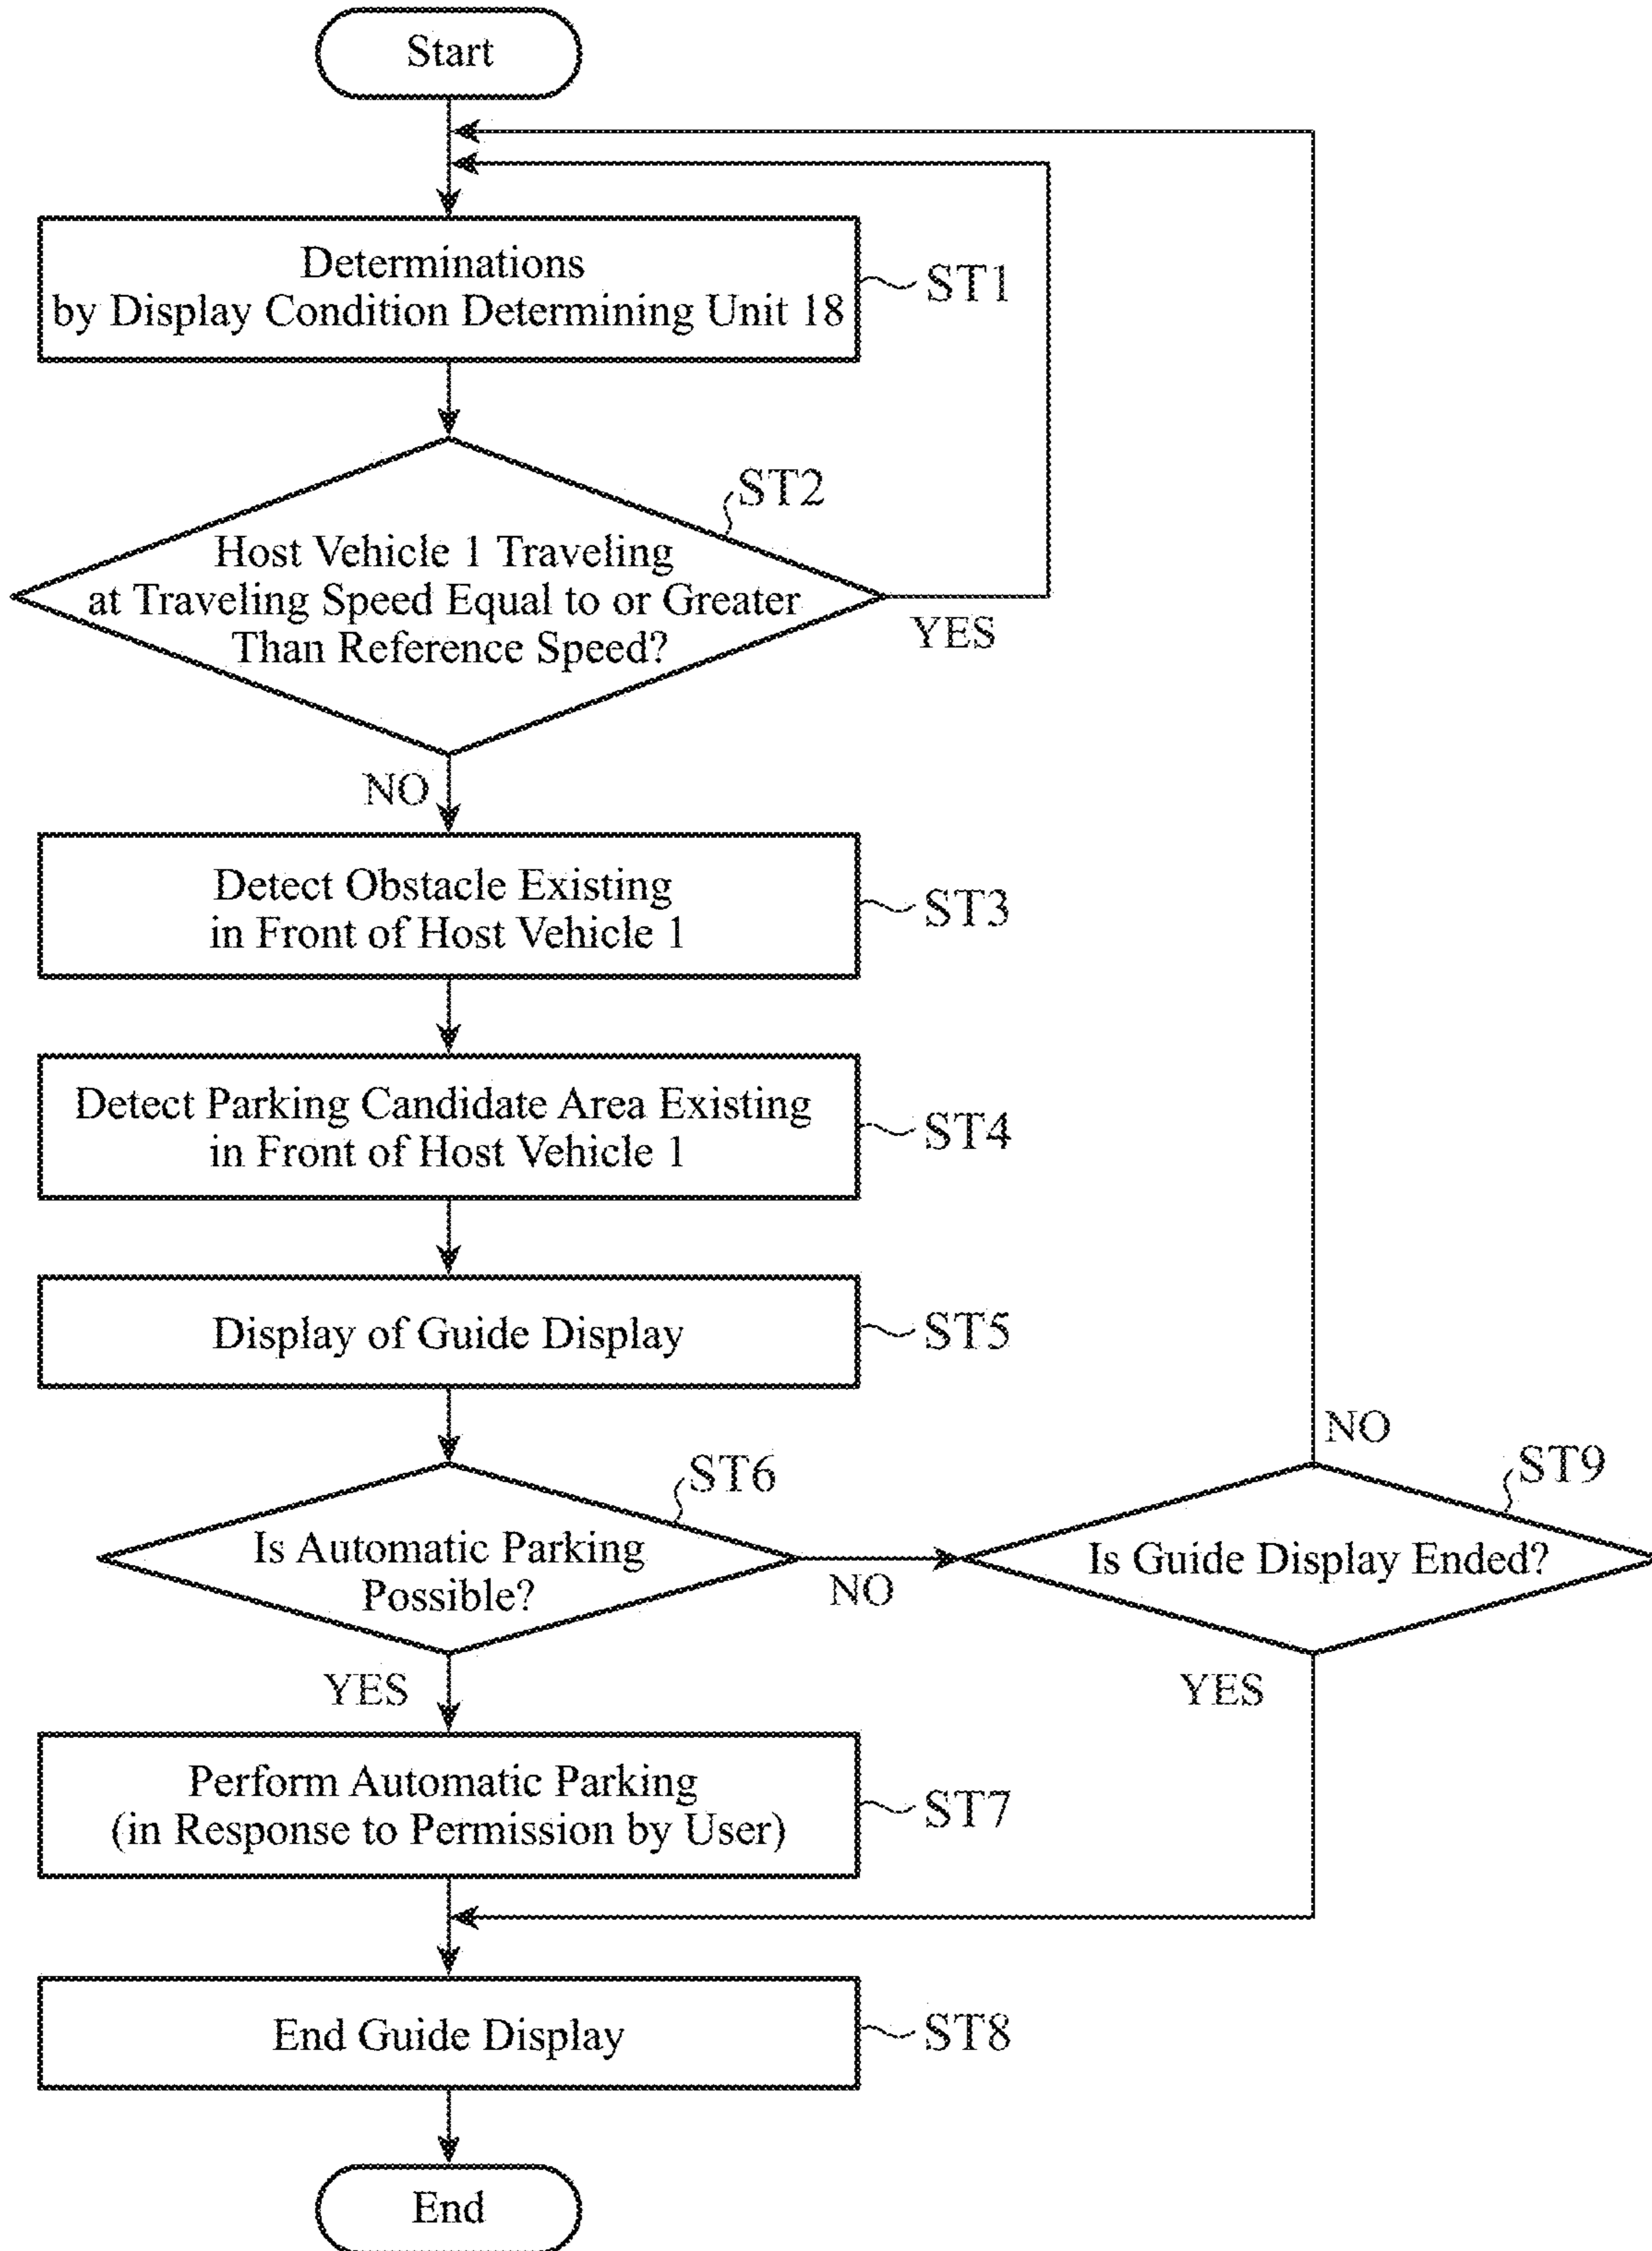 Start
Determinations
by Display Condition Determining Unit 18
ST1
ST2
Host Vehicle 1 Traveling
at Traveling Speed Equal to or Greater
Than Reference Speed?
YES
NO
Detect Obstacle Existing
in Front of Host Vehicle 1
ST3
Detect Parking Candidate Area Existing
in Front of Host Vehicle 1
ST4
Display of Guide Display
ST5
NO
ST6
ST9
Is Automatic Parking
Possible?
NO
Is Guide Display Ended?
YES
YES
Perform Automatic Parking
(in Response to Permission by User)
ST7
End Guide Display
ST8
End